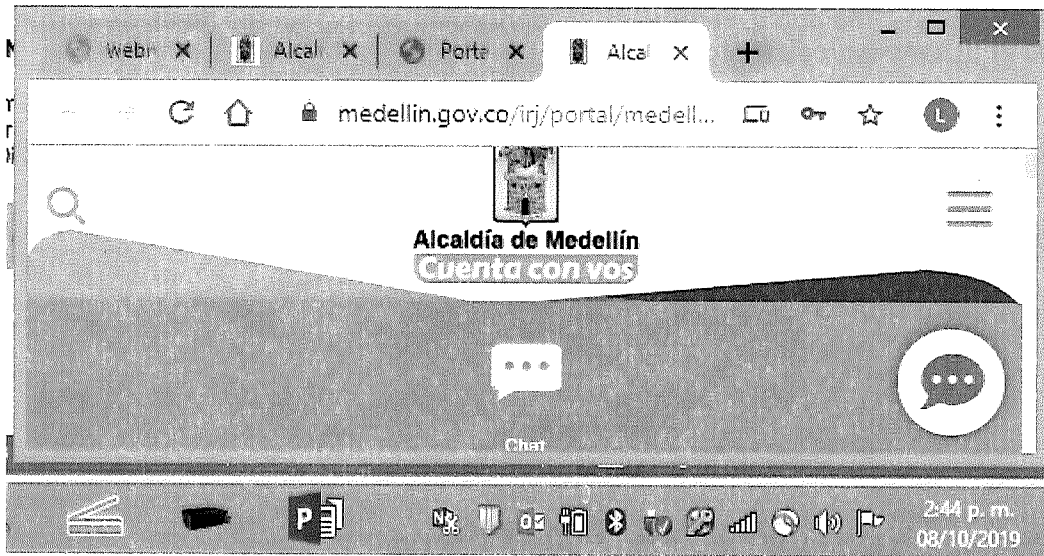 webr Alcal Porta Alcal
medellin.gov.co/irj/portal/medell...
L
Alcaldía de Medellín
Cuenta con vos
Chat
P
2:44 p. m.
08/10/2019